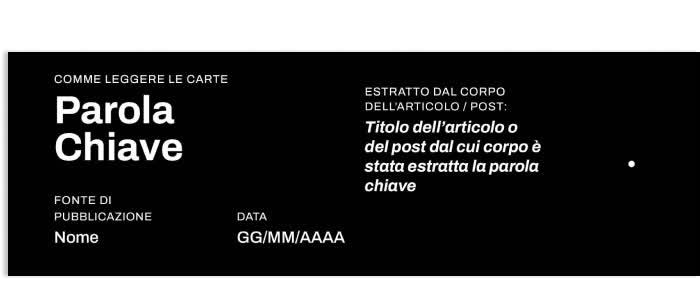 COMME LEGGERE LE CARTE
Parola
Chiave
FONTE DI
PUBBLICAZIONE
Nome
DATA
GG/MM/AAAA
ESTRATTO DAL CORPO
DELL'ARTICOLO / POST:
Titolo dell'articolo o
del post dal cui corpo è
stata estratta la parola
chiave